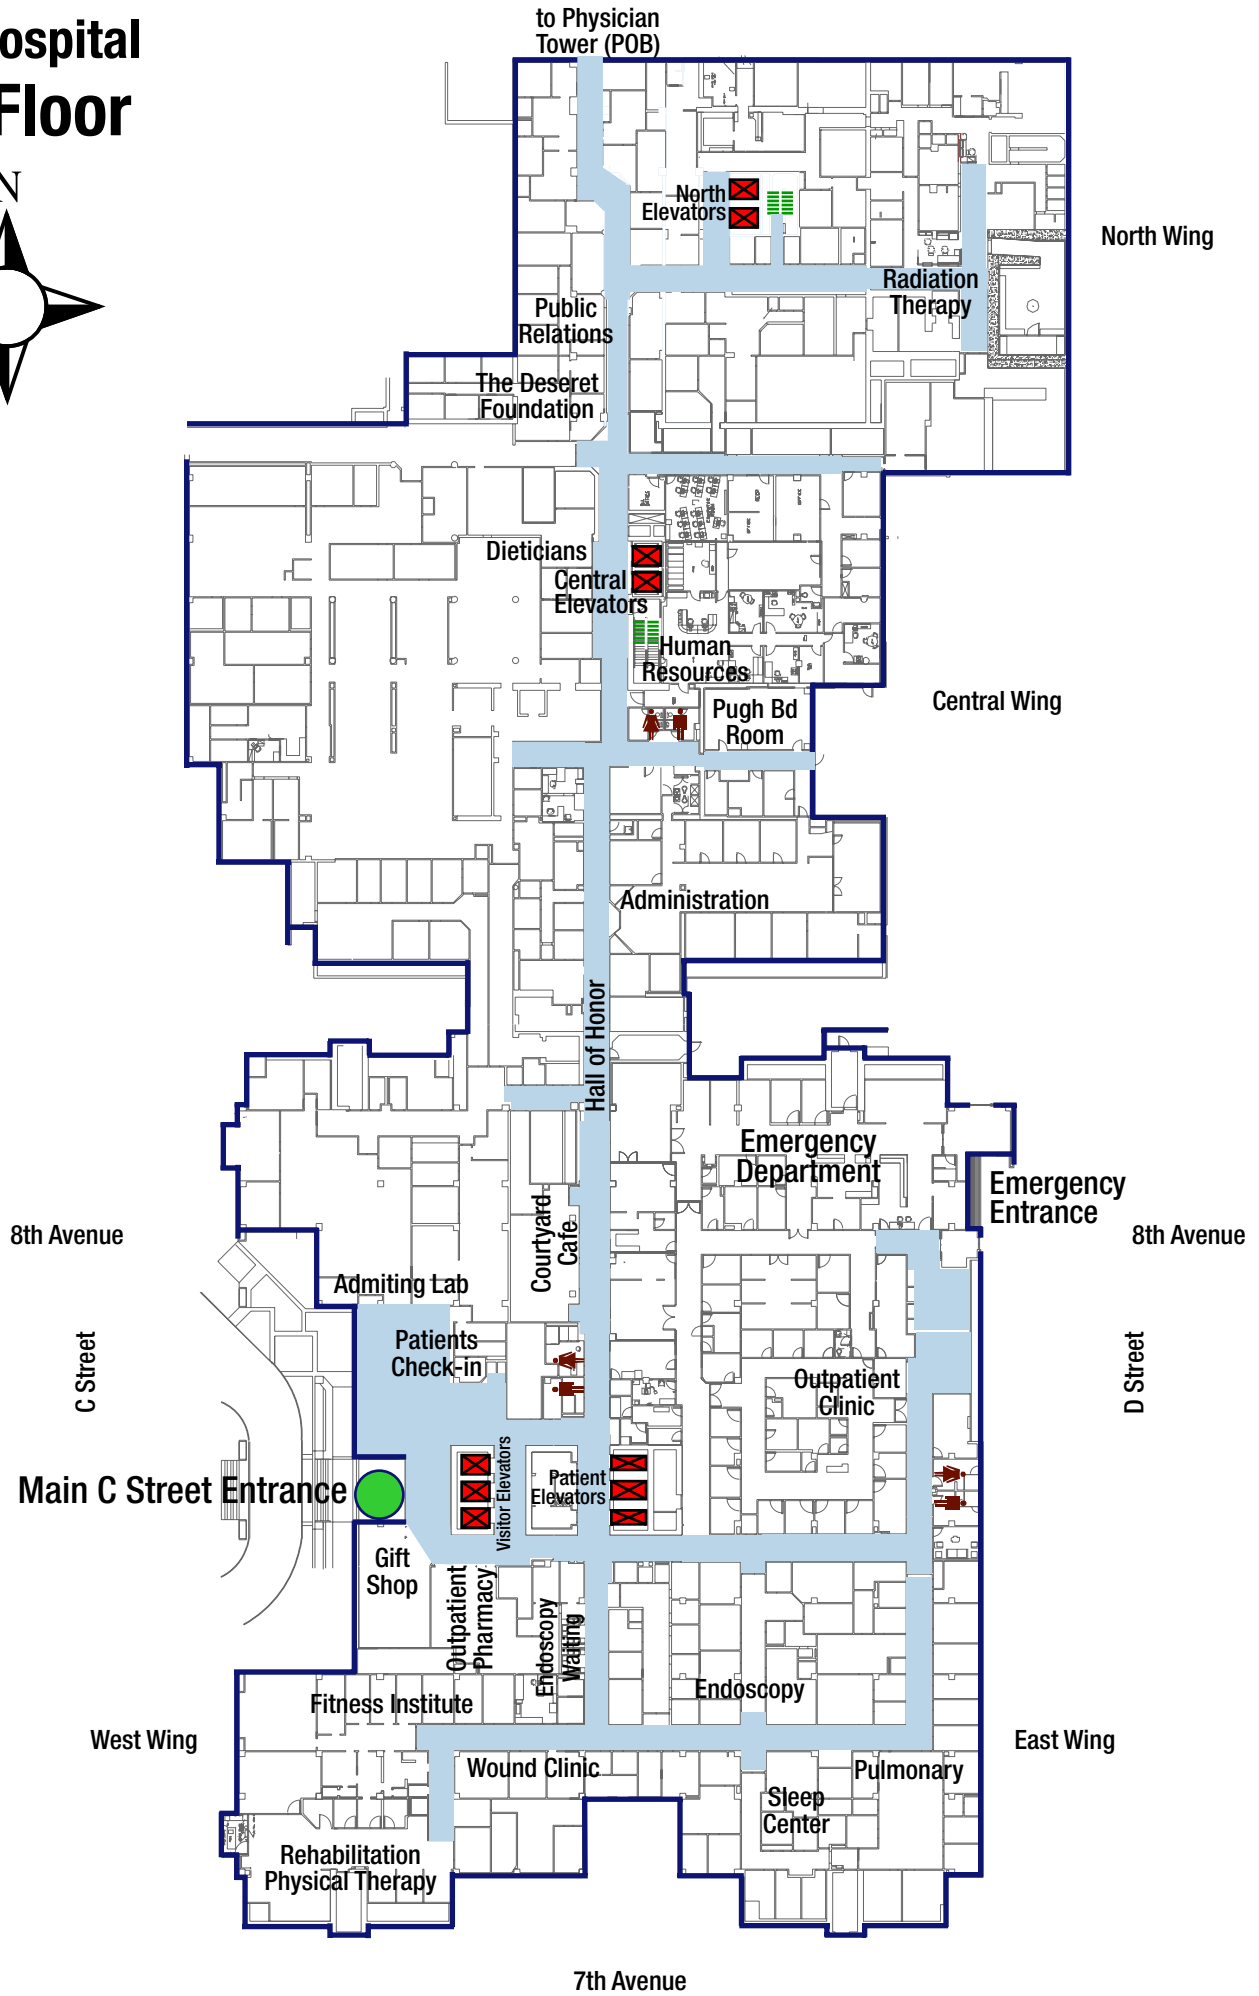 to Physician
Tower (POB)
ospital
Floor
N
North
Elevators
North Wing
Radiation
Therapy
Public
Relations
The Deseret
Foundation
Dieticians
Central
Elevators
Human
Resources
Pugh Bd
Room
Central Wing
Administration
Hall of Honor
Emergency
Department
Emergency
Entrance
8th Avenue
8th Avenue
Courtyard
Cafe
Admiting Lab
Patients
Check-in
C Street
D Street
Outpatient
Clinic
Main C Street Entrance
Visitor Elevators
Patient
Elevators
Gift
Shop
Outpatient
Pharmacy
Endoscopy
Waiting
Endoscopy
Fitness Institute
West Wing
East Wing
Wound Clinic
Pulmonary
Sleep
Center
Rehabilitation
Physical Therapy
7th Avenue